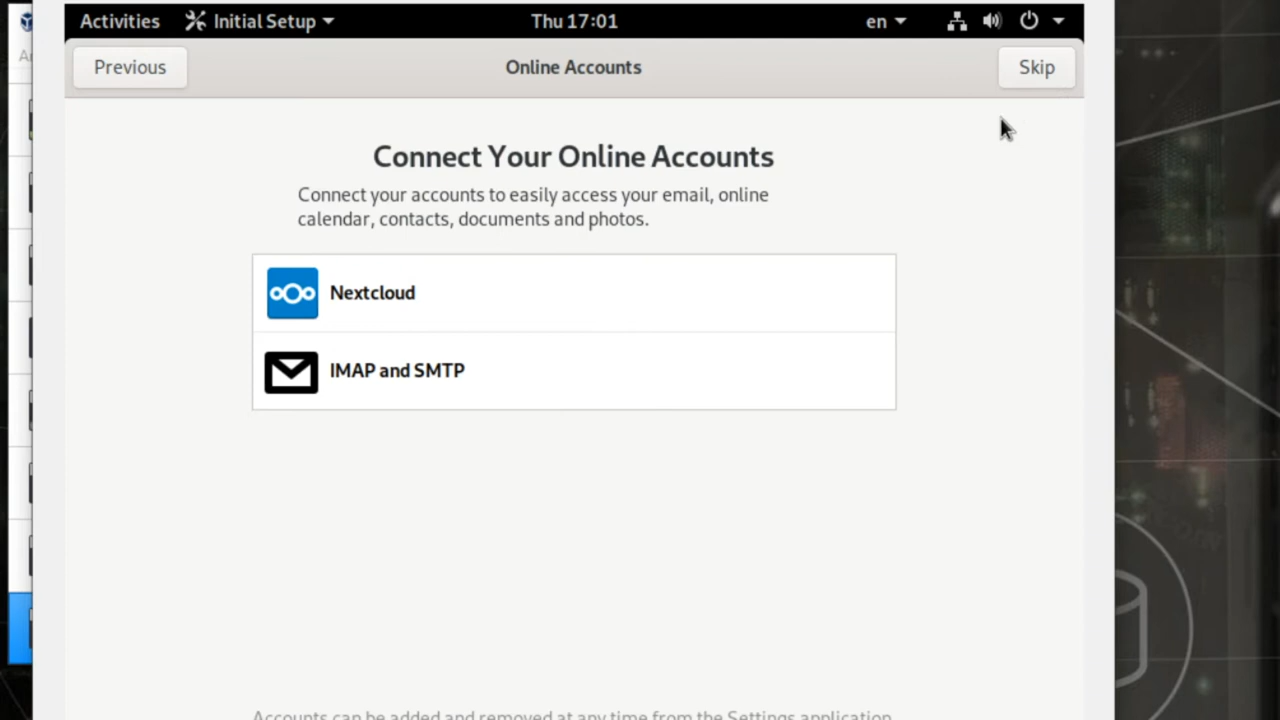 Activities Initial Setup Thu 17:01 en
Previous Online Accounts Skip
Connect Your Online Accounts
Connect your accounts to easily access your email, online
calendar, contacts, documents and photos.
Nextcloud
IMAP and SMTP
Accounts can be added and removed at any time from the Settings application